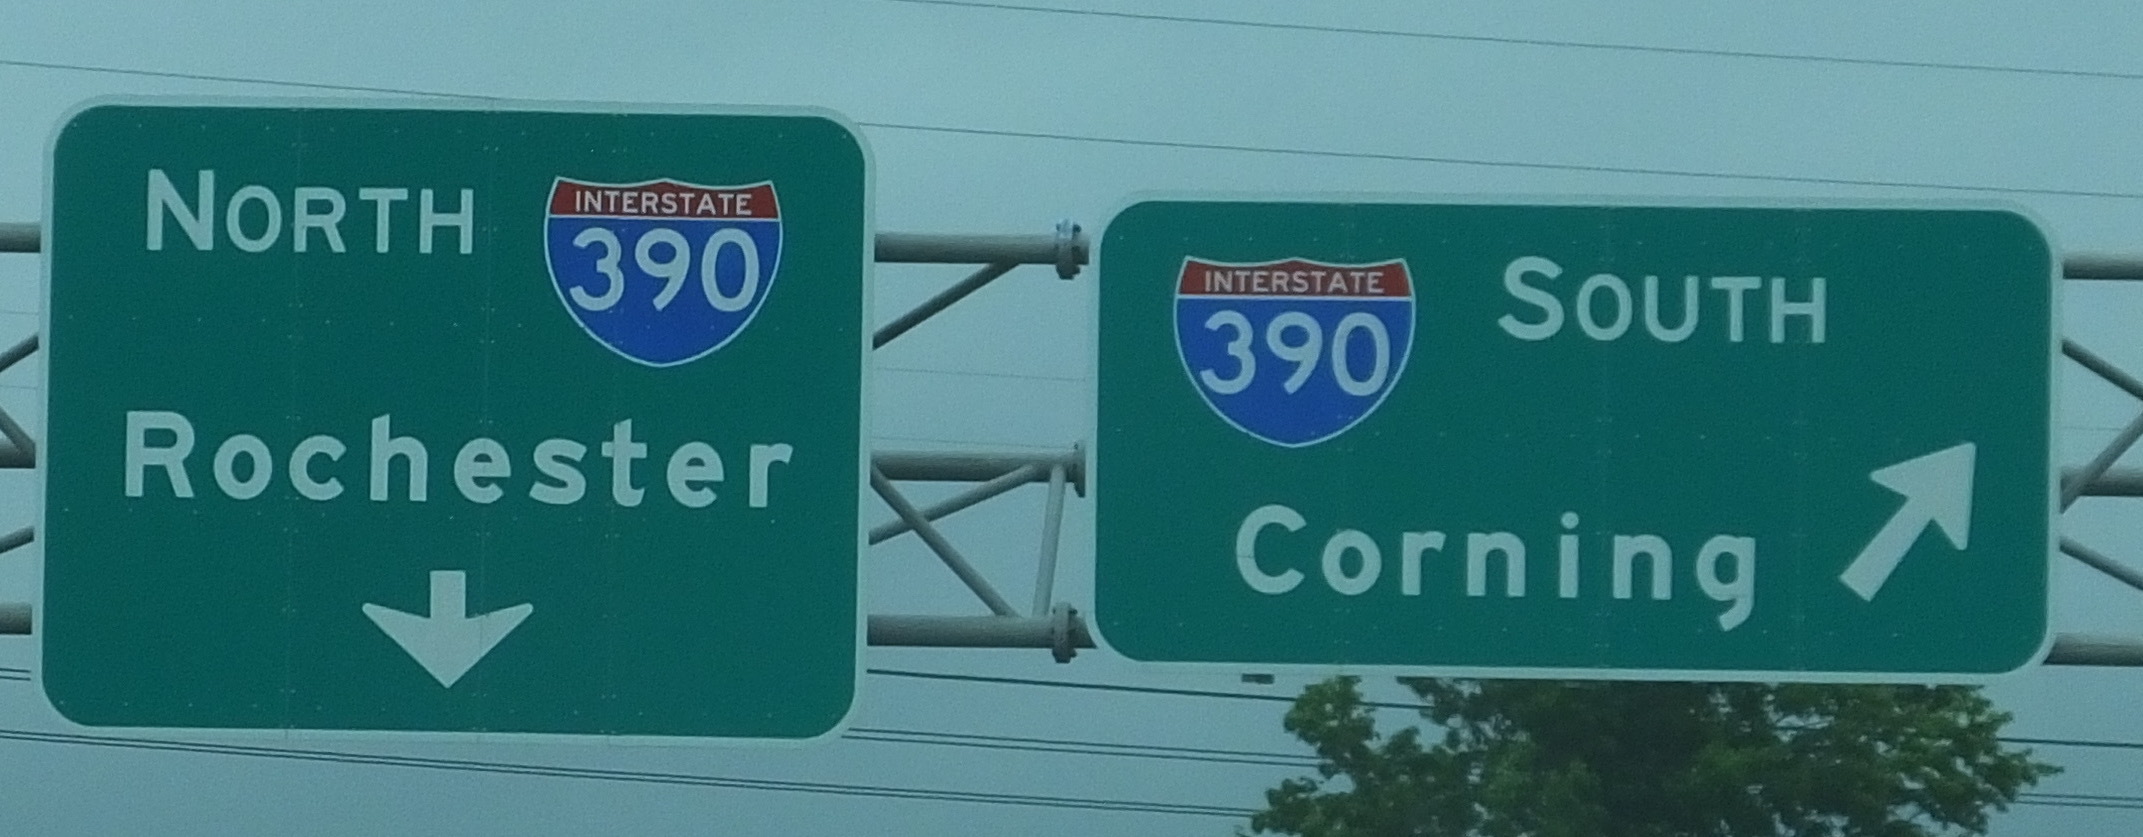 NORTH
INTERSTATE
390
Rochester
INTERSTATE
390
SOUTH
Corning